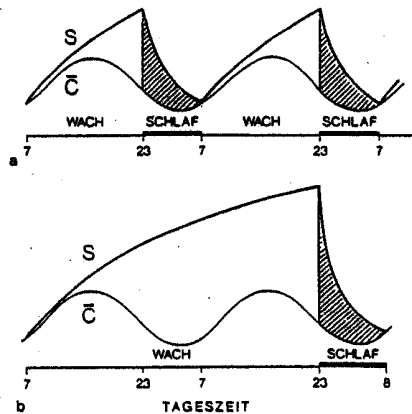 S
C̄
WACH SCHLAF WACH SCHLAF
7 23 7 23 7
a
S
C̄
WACH SCHLAF
7 23 7 23 8
b TAGESZEIT